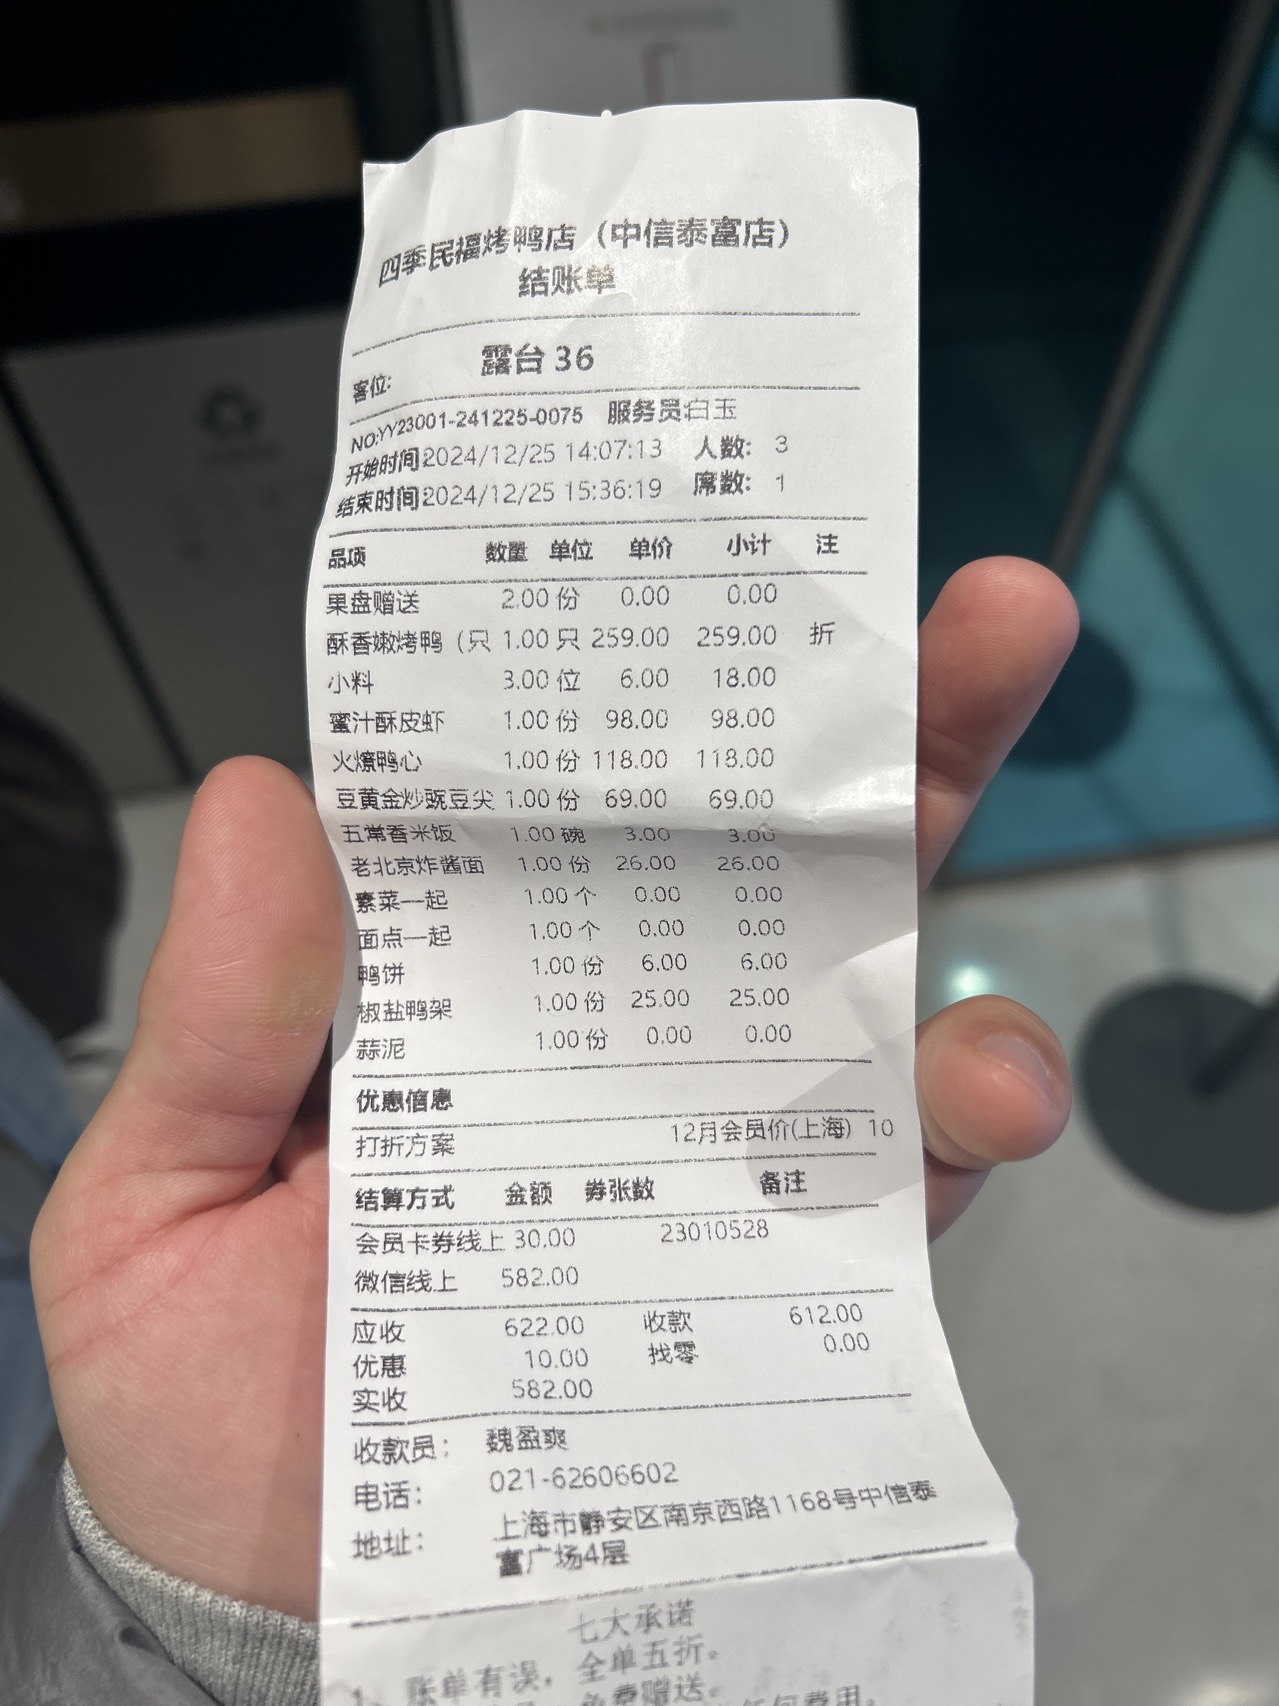 四季民福烤鸭店（中信泰富店）
结账单
客位: 露台 36
NO:YY23001-241225-0075 服务员:白玉
开始时间:2024/12/25 14:07:13 人数: 3
结束时间:2024/12/25 15:36:19 席数: 1
品项 数量 单位 单价 小计 注
果盘赠送 2.00 份 0.00 0.00
酥香嫩烤鸭（只 1.00 只 259.00 259.00 折
小料 3.00 位 6.00 18.00
蜜汁酥皮虾 1.00 份 98.00 98.00
火燎鸭心 1.00 份 118.00 118.00
豆黄金炒豌豆尖 1.00 份 69.00 69.00
五常香米饭 1.00 碗 3.00 3.00
老北京炸酱面 1.00 份 26.00 26.00
素菜一起 1.00 个 0.00 0.00
面点一起 1.00 个 0.00 0.00
鸭饼 1.00 份 6.00 6.00
椒盐鸭架 1.00 份 25.00 25.00
蒜泥 1.00 份 0.00 0.00
优惠信息
打折方案 12月会员价(上海) 10
结算方式 金额 券张数 备注
会员卡券线上 30.00 23010528
微信线上 582.00
应收 622.00 收款 612.00
优惠 10.00 找零 0.00
实收 582.00
收款员: 魏盈爽
电话: 021-62606602
地址: 上海市静安区南京西路1168号中信泰
富广场4层
七大承诺
1、账单有误，全单五折。
免费赠送。
任何费用。